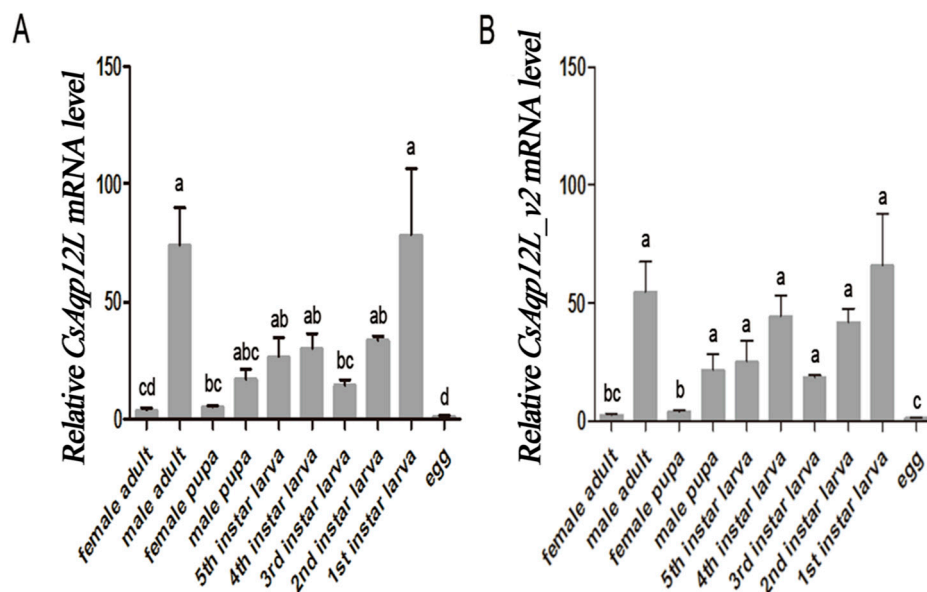 A
Relative CsAqp12L mRNA level
150
100
50
0
cd
a
bc
abc
ab
ab
bc
ab
a
d
female adult
male adult
female pupa
male pupa
5th instar larva
4th instar larva
3rd instar larva
2nd instar larva
1st instar larva
egg
B
Relative CsAqp12L_v2 mRNA level
150
100
50
0
bc
a
b
a
a
a
a
a
a
c
female adult
male adult
female pupa
male pupa
5th instar larva
4th instar larva
3rd instar larva
2nd instar larva
1st instar larva
egg